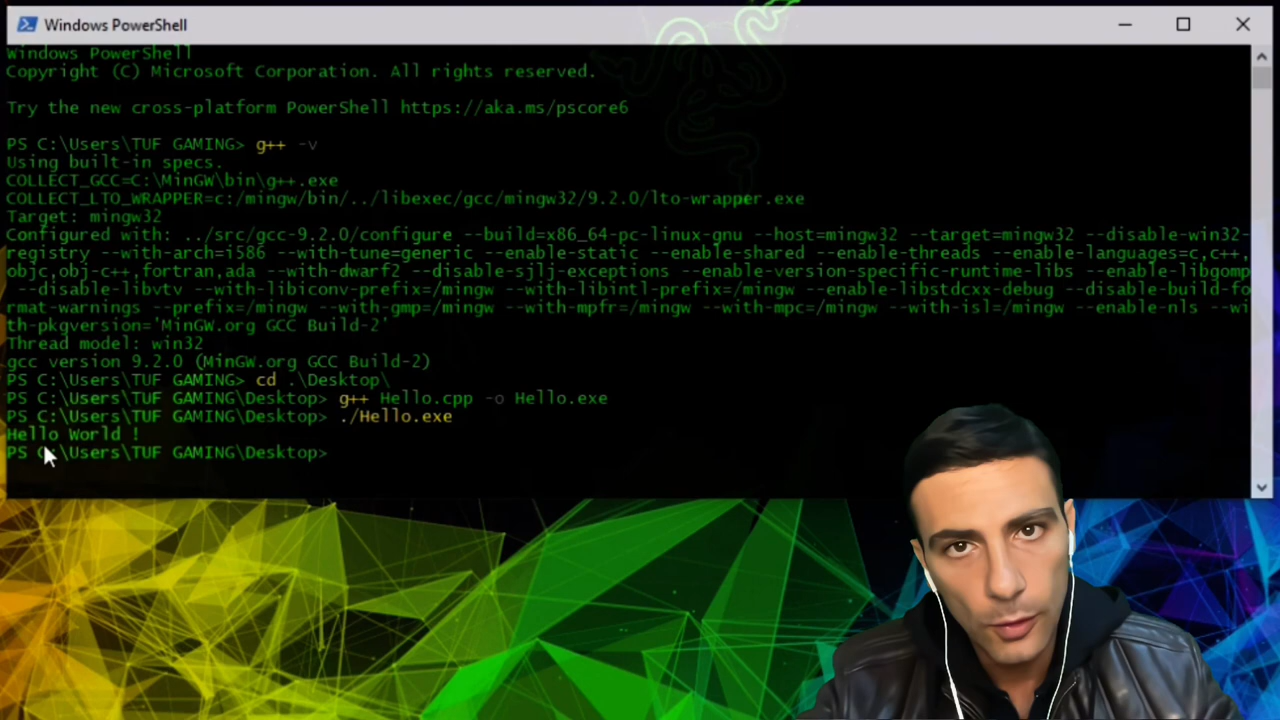 Windows PowerShell
Windows PowerShell
Copyright (C) Microsoft Corporation. All rights reserved.
Try the new cross-platform PowerShell https://aka.ms/pscore6
PS C:\Users\TUF GAMING> g++ -v
Using built-in specs.
COLLECT_GCC=C:\MinGW\bin\g++.exe
COLLECT_LTO_WRAPPER=c:/mingw/bin/../libexec/gcc/mingw32/9.2.0/lto-wrapper.exe
Target: mingw32
Configured with: ../src/gcc-9.2.0/configure --build=x86_64-pc-linux-gnu --host=mingw32 --target=mingw32 --disable-win32-
registry --with-arch=i586 --with-tune=generic --enable-static --enable-shared --enable-threads --enable-languages=c,c++,
objc,obj-c++,fortran,ada --with-dwarf2 --disable-sjlj-exceptions --enable-version-specific-runtime-libs --enable-libgomp
--disable-libvtv --with-libiconv-prefix=/mingw --with-libintl-prefix=/mingw --enable-libstdcxx-debug --disable-build-fo
rmat-warnings --prefix=/mingw --with-gmp=/mingw --with-mpfr=/mingw --with-mpc=/mingw --with-isl=/mingw --enable-nls --wi
th-pkgversion='MinGW.org GCC Build-2'
Thread model: win32
gcc version 9.2.0 (MinGW.org GCC Build-2)
PS C:\Users\TUF GAMING> cd .\Desktop\
PS C:\Users\TUF GAMING\Desktop> g++ Hello.cpp -o Hello.exe
PS C:\Users\TUF GAMING\Desktop> ./Hello.exe
Hello World !
PS C:\Users\TUF GAMING\Desktop>